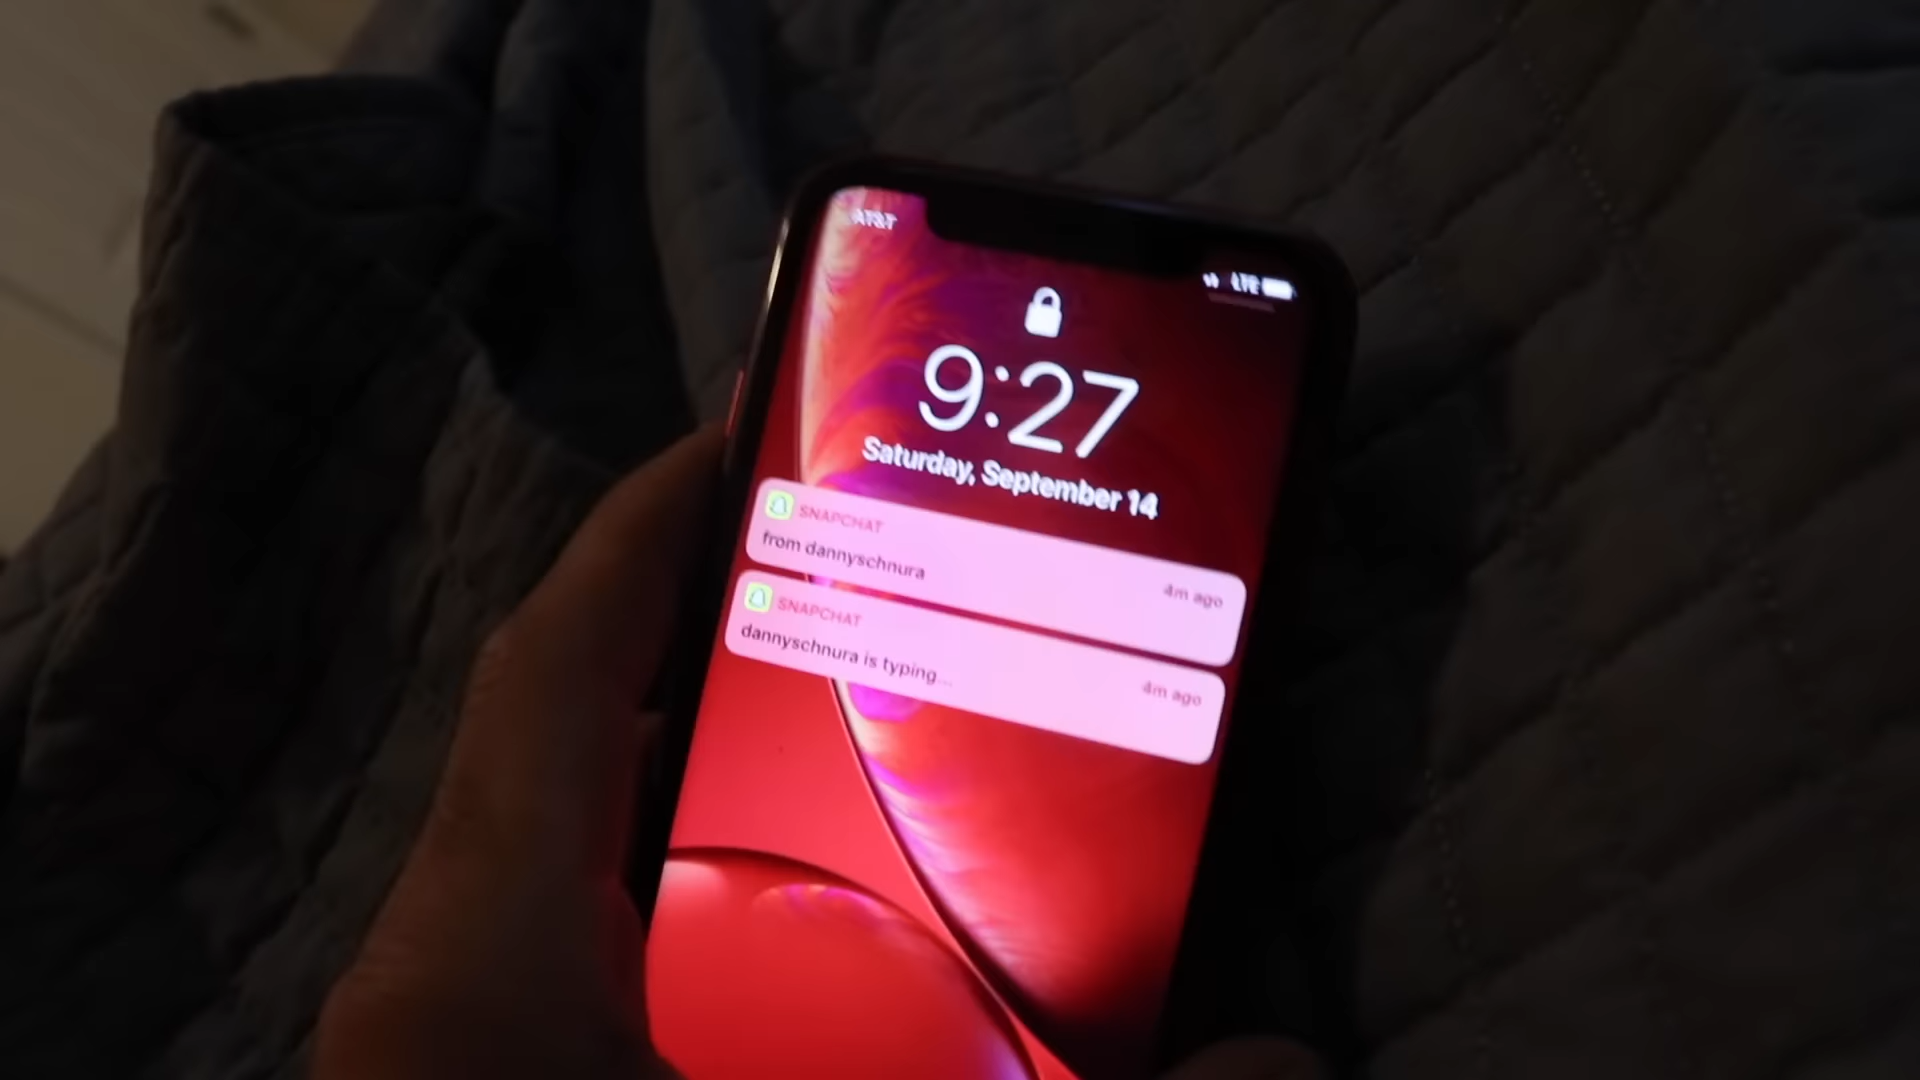 AT&T
LTE
9:27
Saturday, September 14
SNAPCHAT
from dannyschnura
4m ago
SNAPCHAT
dannyschnura is typing...
4m ago